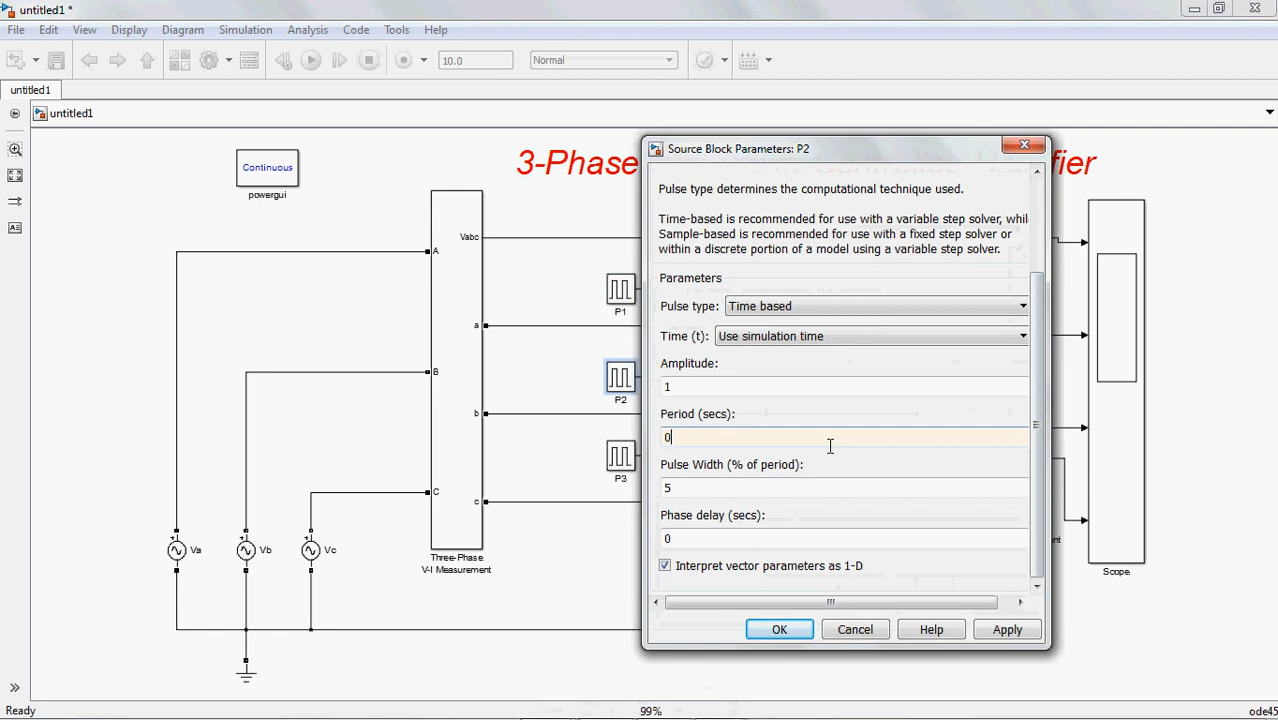 untitled1 *
File Edit View Display Diagram Simulation Analysis Code Tools Help
10.0
Normal
untitled1
untitled1
Continuous
powergui
3-Phase
fier
Vabc
A
a
B
b
C
c
P1
P2
P3
Va
Vb
Vc
Three-Phase
V-I Measurement
Scope
ent
Source Block Parameters: P2
Pulse type determines the computational technique used.
Time-based is recommended for use with a variable step solver, while
Sample-based is recommended for use with a fixed step solver or
within a discrete portion of a model using a variable step solver.
Parameters
Pulse type: Time based
Time (t): Use simulation time
Amplitude:
1
Period (secs):
0
Pulse Width (% of period):
5
Phase delay (secs):
0
Interpret vector parameters as 1-D
OK Cancel Help Apply
Ready
99%
ode45